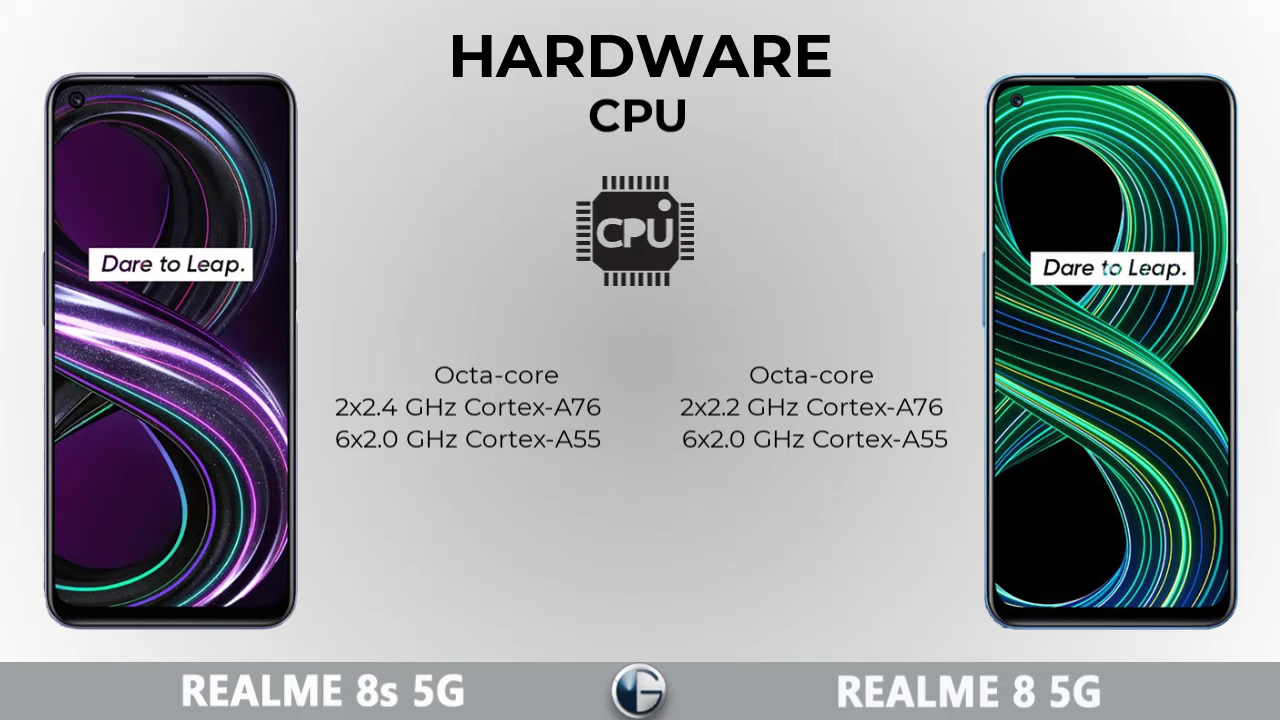 HARDWARE
CPU
CPU
Dare to Leap.
Dare to Leap.
Octa-core
2x2.4 GHz Cortex-A76
6x2.0 GHz Cortex-A55
Octa-core
2x2.2 GHz Cortex-A76
6x2.0 GHz Cortex-A55
REALME 8s 5G
G
REALME 8 5G